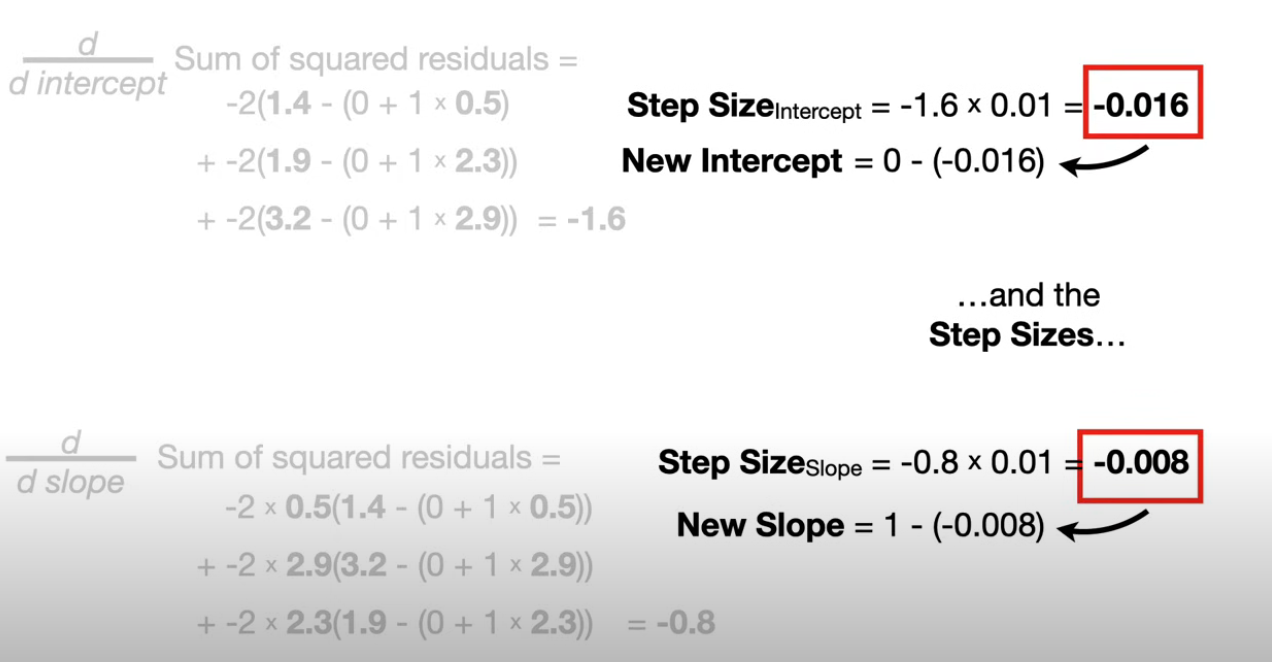 d
d intercept
Sum of squared residuals =
-2(1.4 - (0 + 1 × 0.5)
+ -2(1.9 - (0 + 1 × 2.3))
+ -2(3.2 - (0 + 1 × 2.9)) = -1.6
Step SizeIntercept = -1.6 × 0.01 = -0.016
New Intercept = 0 - (-0.016)
…and the
Step Sizes…
d
d slope
Sum of squared residuals =
-2 × 0.5(1.4 - (0 + 1 × 0.5))
+ -2 × 2.9(3.2 - (0 + 1 × 2.9))
+ -2 × 2.3(1.9 - (0 + 1 × 2.3)) = -0.8
Step SizeSlope = -0.8 × 0.01 = -0.008
New Slope = 1 - (-0.008)